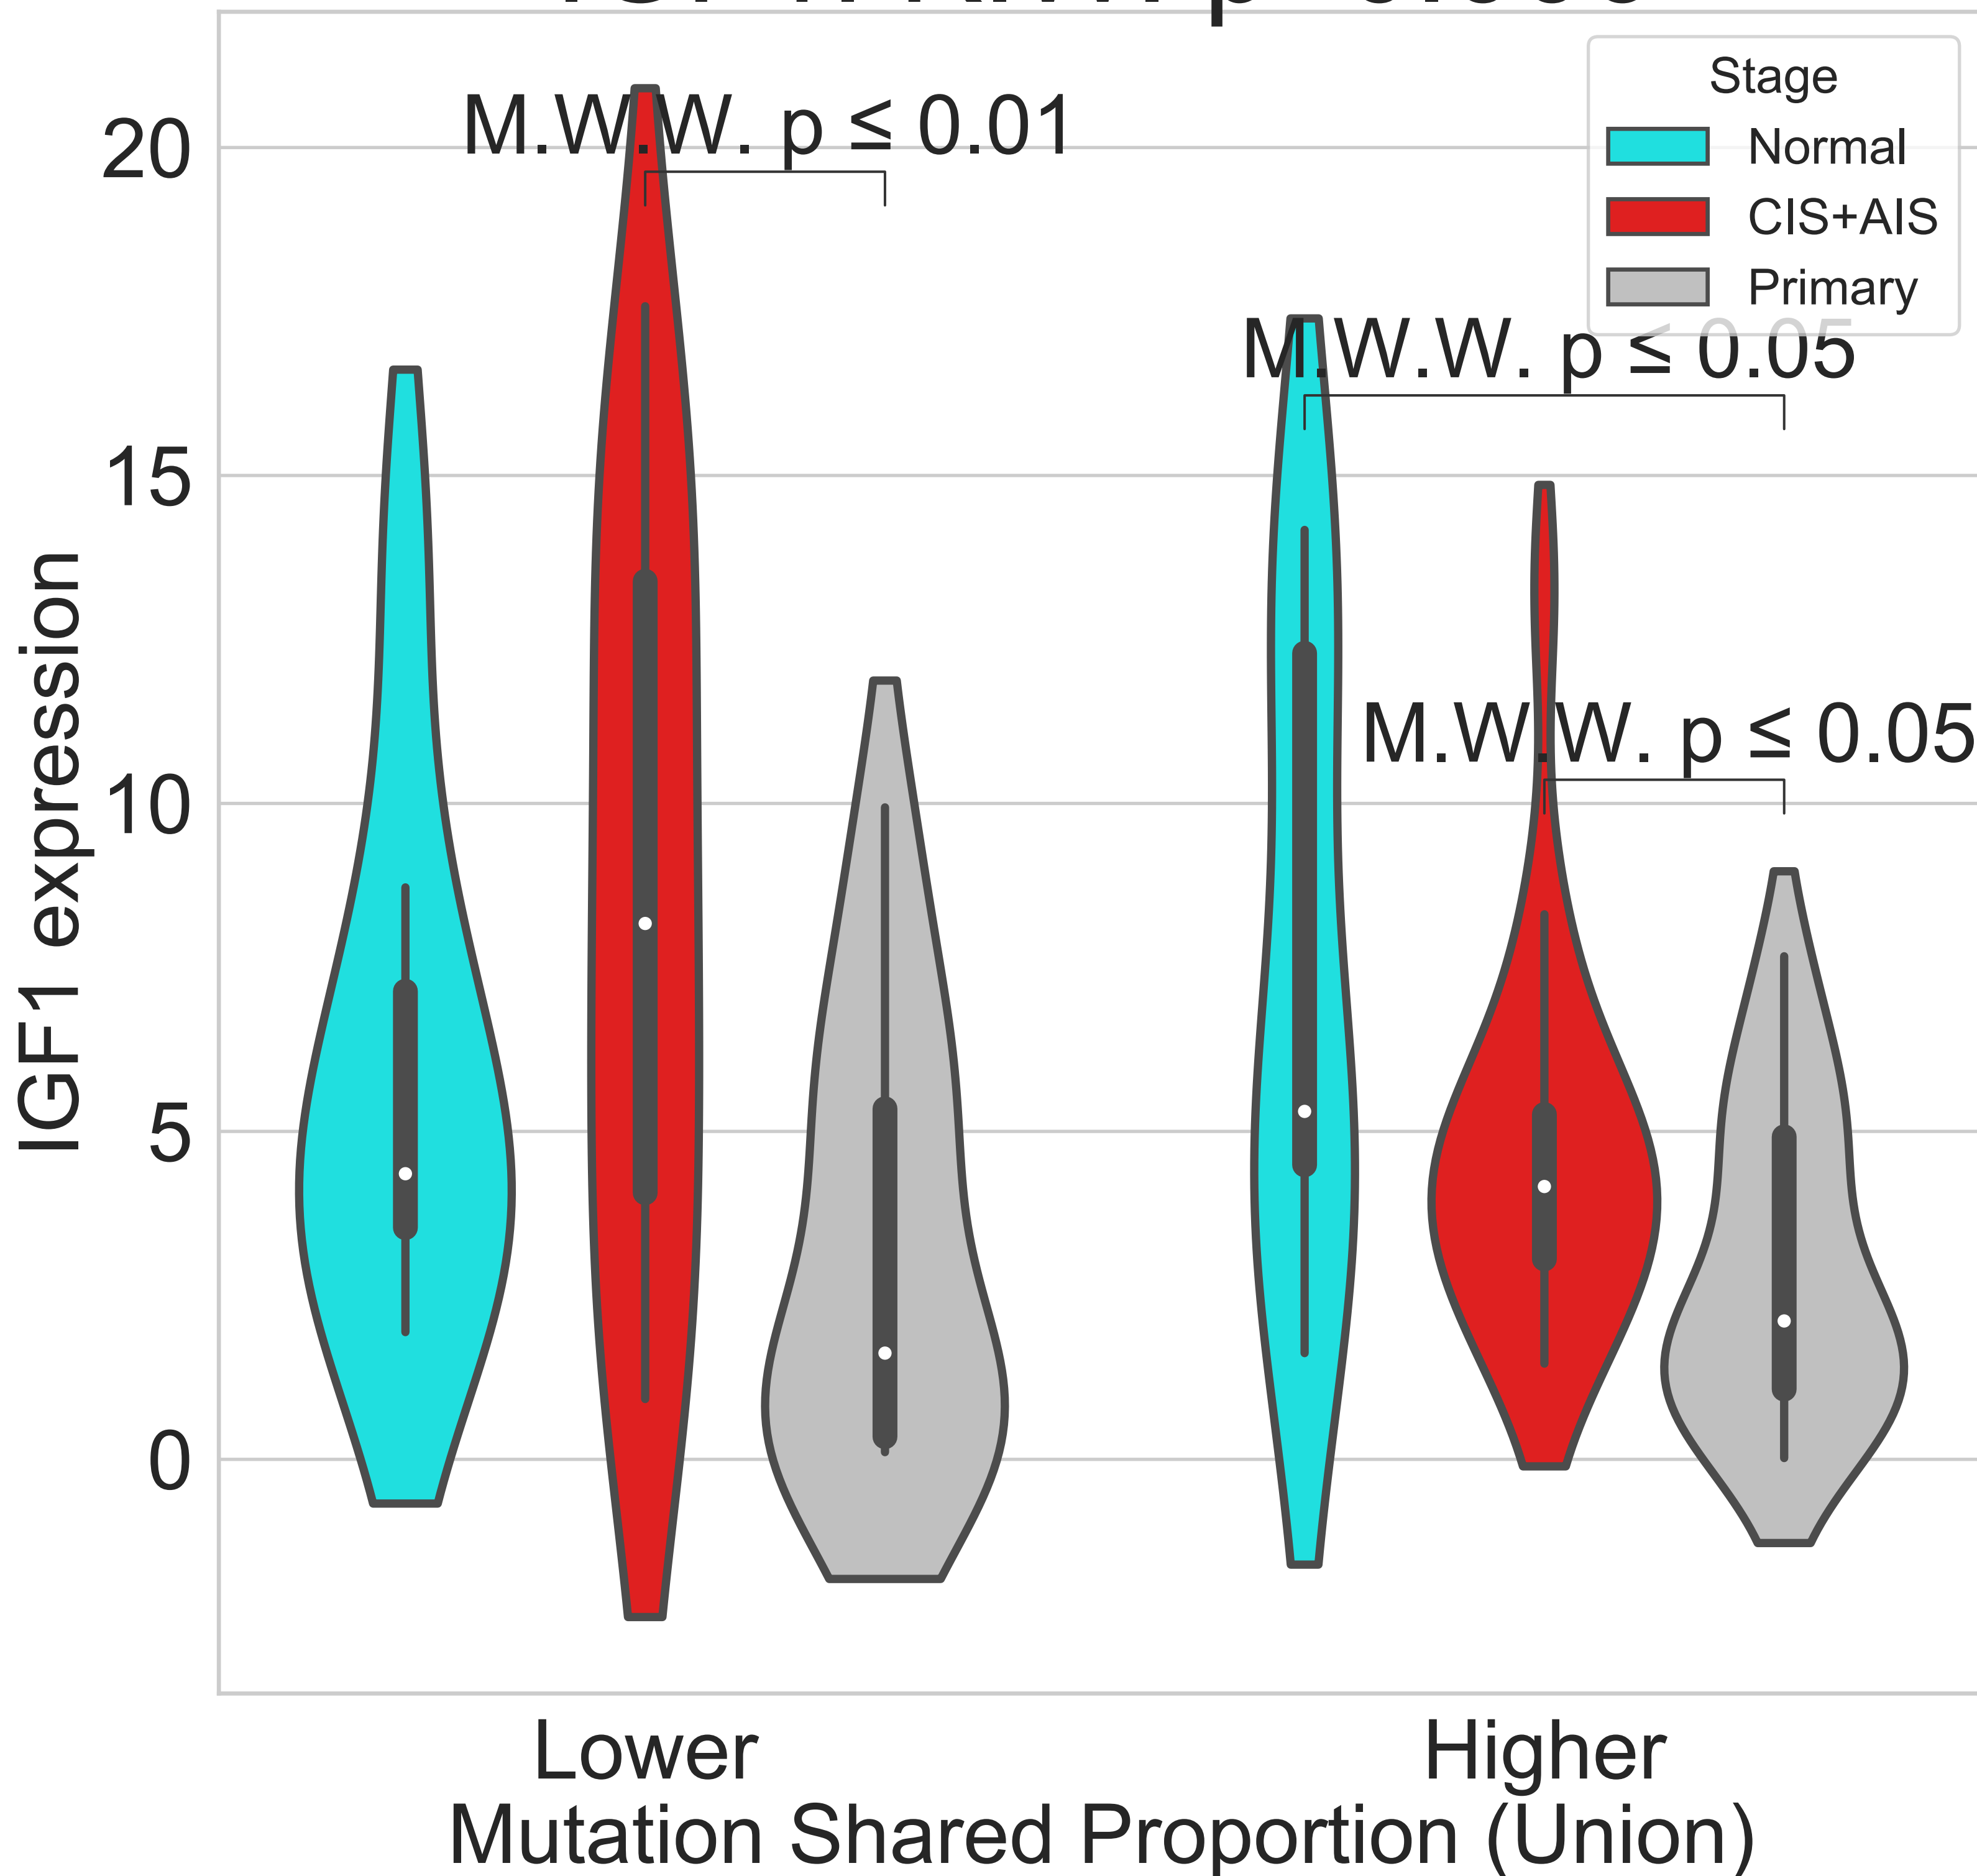 M.W.W. p ≤ 0.01
Stage
Normal
CIS+AIS
Primary
M.W.W. p ≤ 0.05
M.W.W. p ≤ 0.05
20
15
10
5
0
IGF1 expression
Lower
Higher
Mutation Shared Proportion (Union)